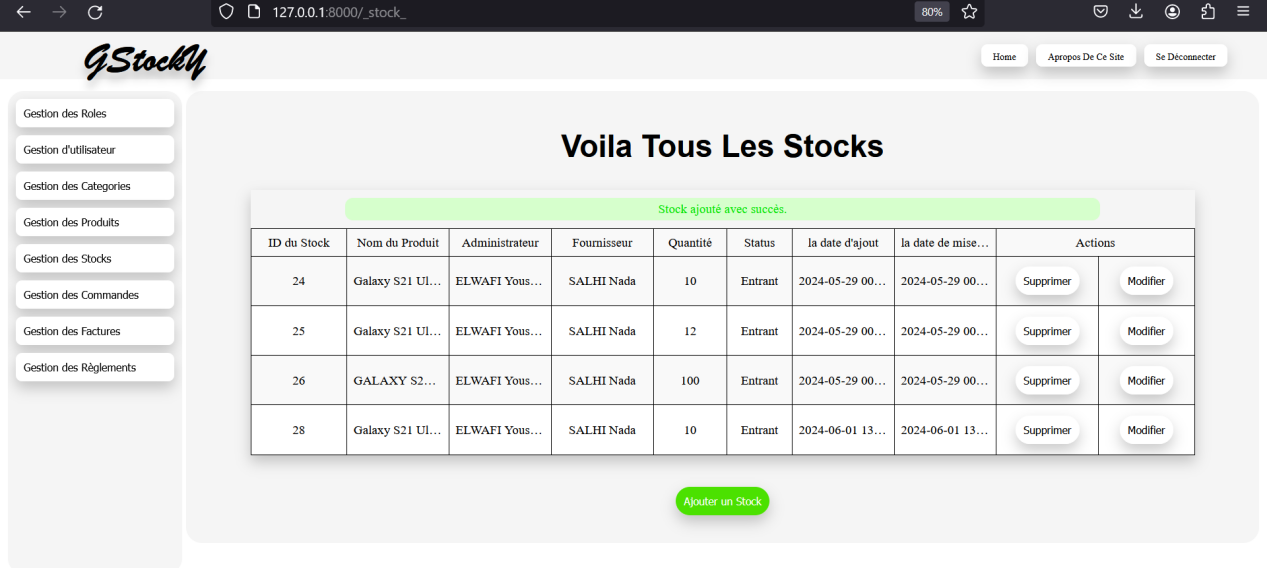 127.0.0.1:8000/_stock_ 80%
GStockY Home Apropos De Ce Site Se Déconnecter
Gestion des Roles
Gestion d'utilisateur
Gestion des Categories
Gestion des Produits
Gestion des Stocks
Gestion des Commandes
Gestion des Factures
Gestion des Règlements
Voila Tous Les Stocks
Stock ajouté avec succès.
ID du Stock Nom du Produit Administrateur Fournisseur Quantité Status la date d'ajout la date de mise… Actions
24 Galaxy S21 Ul… ELWAFI Yous… SALHI Nada 10 Entrant 2024-05-29 00… 2024-05-29 00… Supprimer Modifier
25 Galaxy S21 Ul… ELWAFI Yous… SALHI Nada 12 Entrant 2024-05-29 00… 2024-05-29 00… Supprimer Modifier
26 GALAXY S2… ELWAFI Yous… SALHI Nada 100 Entrant 2024-05-29 00… 2024-05-29 00… Supprimer Modifier
28 Galaxy S21 Ul… ELWAFI Yous… SALHI Nada 10 Entrant 2024-06-01 13… 2024-06-01 13… Supprimer Modifier
Ajouter un Stock